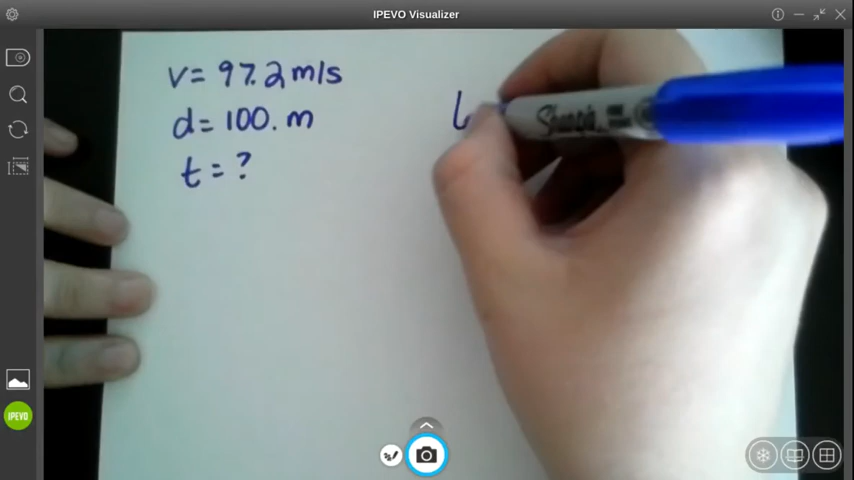 IPEVO Visualizer
v= 97.2 m/s
d= 100. m
t = ?
Sharpie
IPEVO